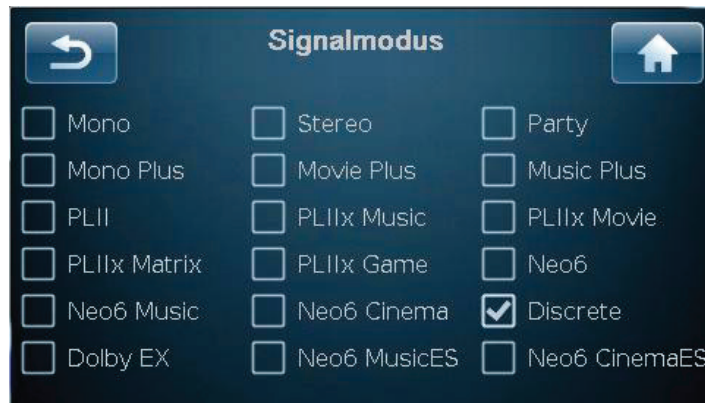 Signalmodus
Mono Stereo Party
Mono Plus Movie Plus Music Plus
PLII PLIIx Music PLIIx Movie
PLIIx Matrix PLIIx Game Neo6
Neo6 Music Neo6 Cinema Discrete
Dolby EX Neo6 MusicES Neo6 CinemaES